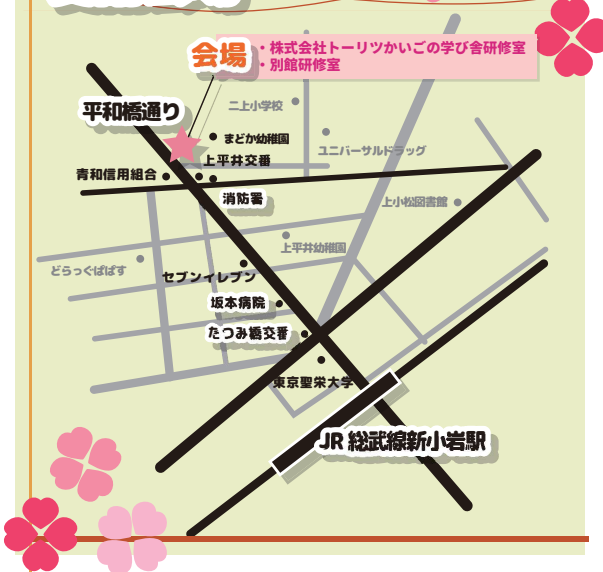 会場
・株式会社トーリツかいごの学び舎研修室
・別館研修室
平和橋通り
二上小学校
まどか幼稚園
ユニバーサルドラッグ
上平井交番
青和信用組合
消防署
上小松図書館
上平井幼稚園
どらっぐぱぱす
セブンイレブン
坂本病院
たつみ橋交番
東京聖栄大学
JR 総武線新小岩駅